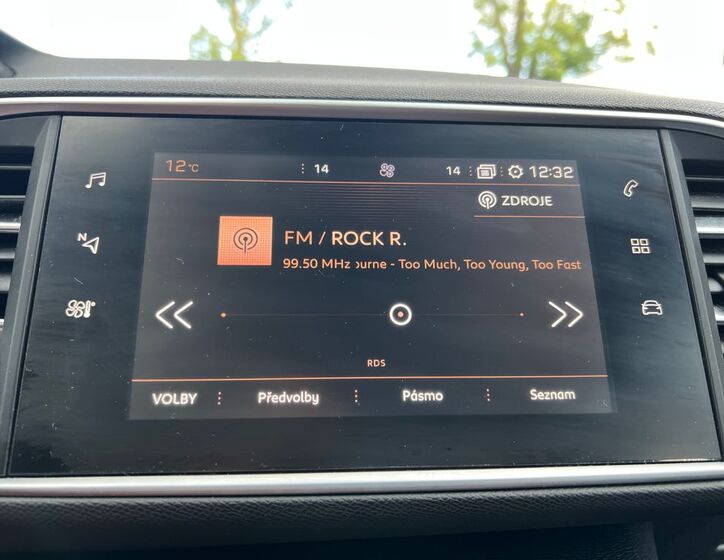 12°C 14 14 12:32
ZDROJE
FM / ROCK R.
99.50 MHz ourne - Too Much, Too Young, Too Fast
N
RDS
VOLBY Předvolby Pásmo Seznam